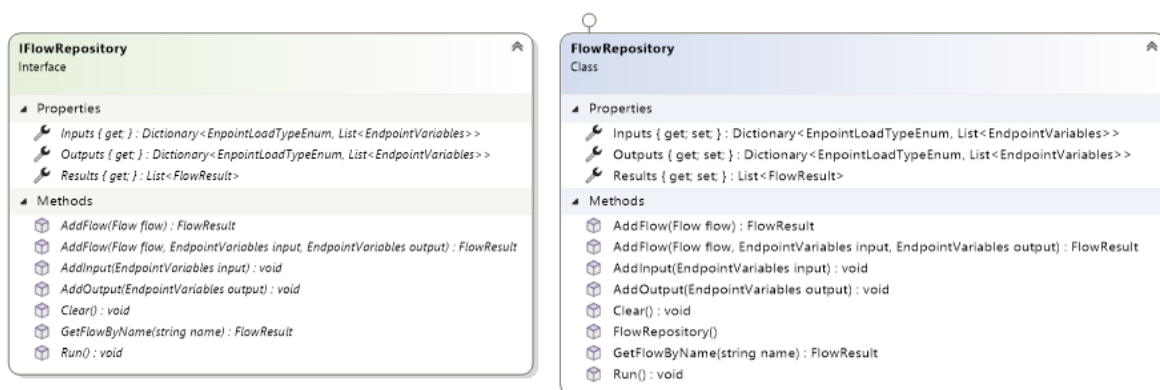 IFlowRepository
Interface
Properties
Inputs { get; } : Dictionary<EnpointLoadTypeEnum, List<EndpointVariables>>
Outputs { get; } : Dictionary<EnpointLoadTypeEnum, List<EndpointVariables>>
Results { get; } : List<FlowResult>
Methods
AddFlow(Flow flow) : FlowResult
AddFlow(Flow flow, EndpointVariables input, EndpointVariables output) : FlowResult
AddInput(EndpointVariables input) : void
AddOutput(EndpointVariables output) : void
Clear() : void
GetFlowByName(string name) : FlowResult
Run() : void
FlowRepository
Class
Properties
Inputs { get; set; } : Dictionary<EnpointLoadTypeEnum, List<EndpointVariables>>
Outputs { get; set; } : Dictionary<EnpointLoadTypeEnum, List<EndpointVariables>>
Results { get; set; } : List<FlowResult>
Methods
AddFlow(Flow flow) : FlowResult
AddFlow(Flow flow, EndpointVariables input, EndpointVariables output) : FlowResult
AddInput(EndpointVariables input) : void
AddOutput(EndpointVariables output) : void
Clear() : void
FlowRepository()
GetFlowByName(string name) : FlowResult
Run() : void